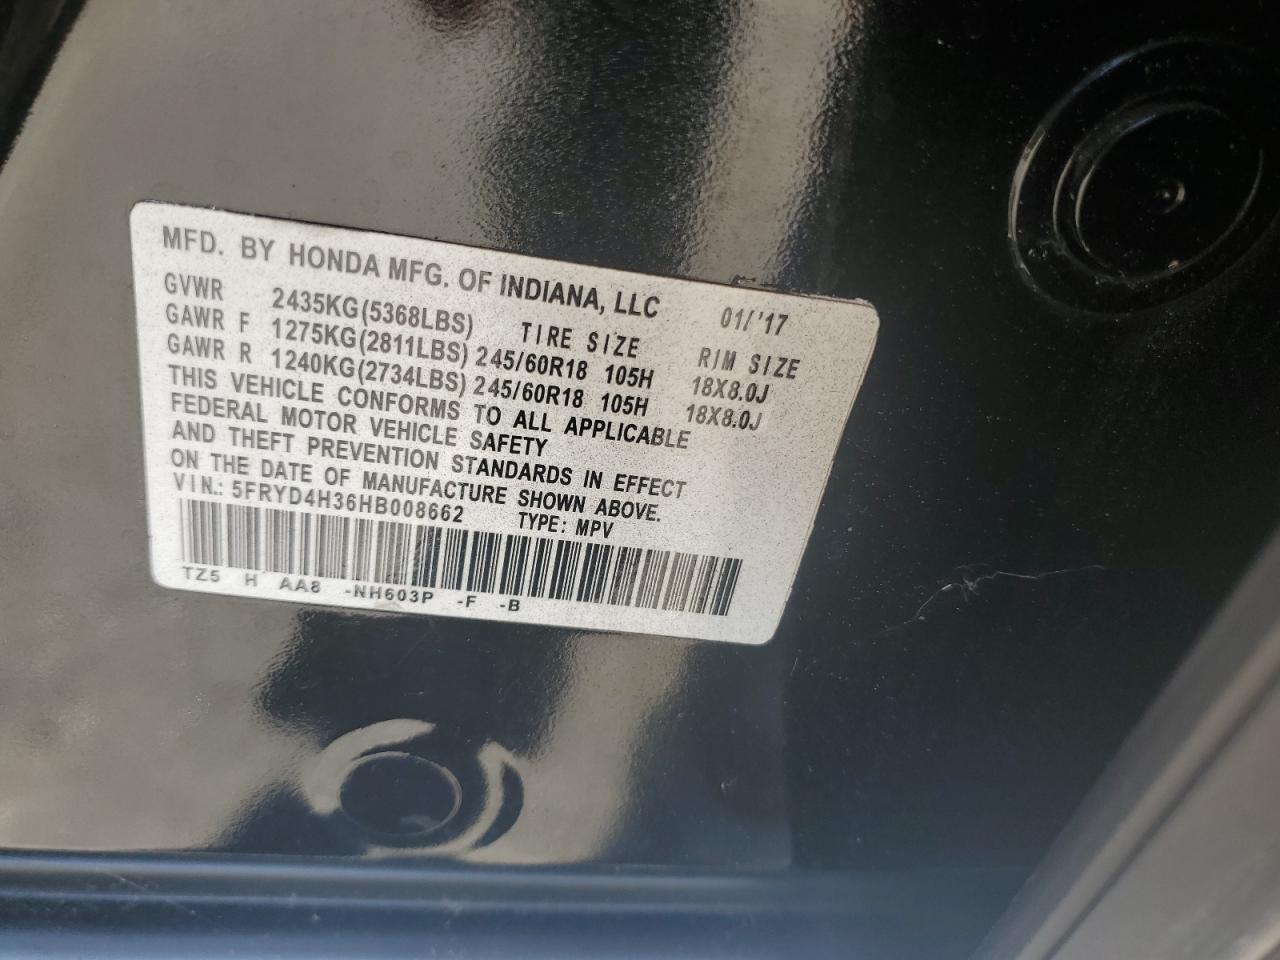 MFD. BY HONDA MFG. OF INDIANA, LLC 01/'17
GVWR 2435KG(5368LBS) TIRE SIZE RIM SIZE
GAWR F 1275KG(2811LBS) 245/60R18 105H 18X8.0J
GAWR R 1240KG(2734LBS) 245/60R18 105H 18X8.0J
THIS VEHICLE CONFORMS TO ALL APPLICABLE
FEDERAL MOTOR VEHICLE SAFETY
AND THEFT PREVENTION STANDARDS IN EFFECT
ON THE DATE OF MANUFACTURE SHOWN ABOVE.
VIN.: 5FRYD4H36HB008662 TYPE: MPV
TZ5 H AA8 -NH603P -F -B